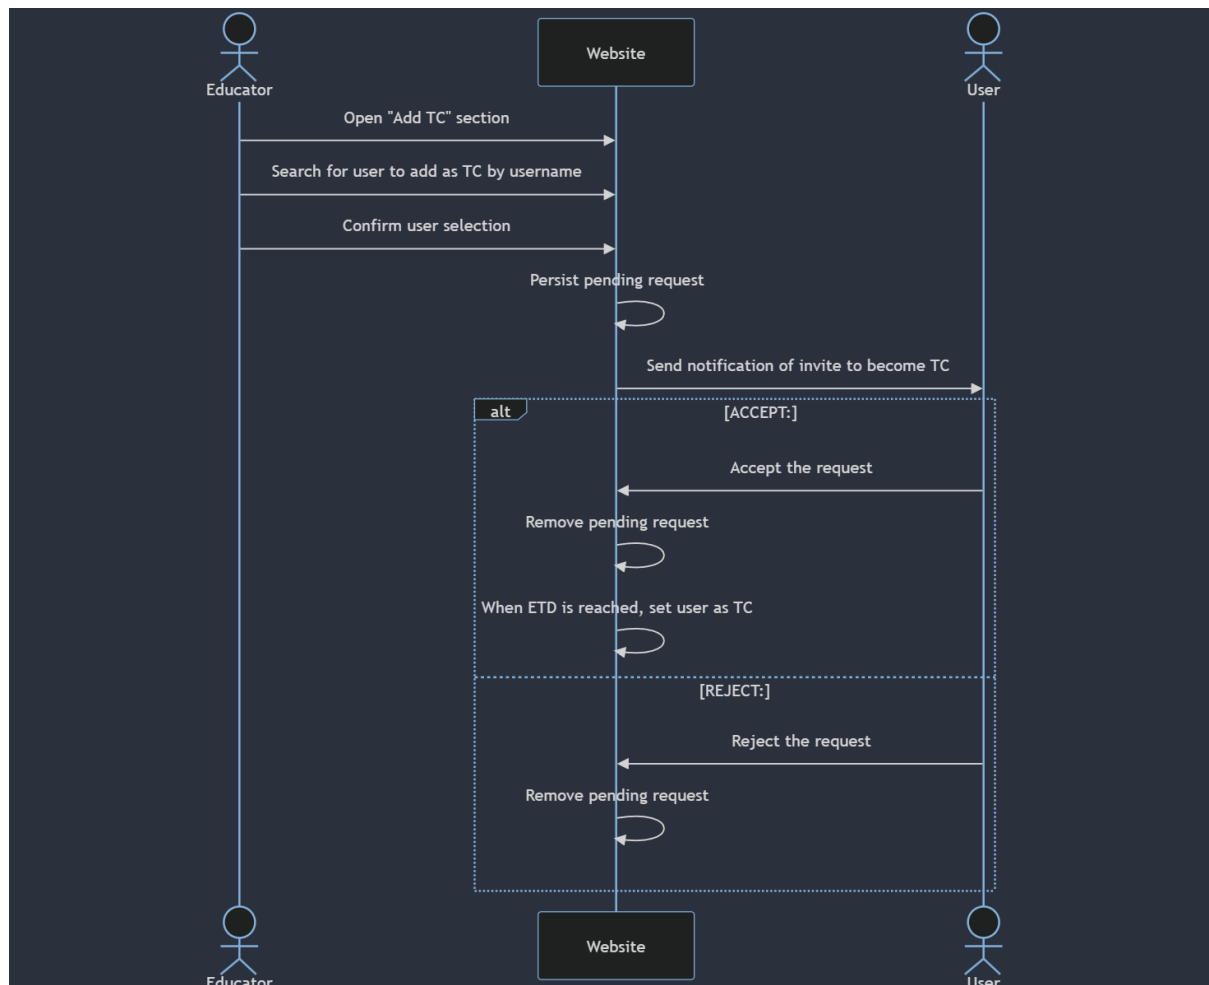 Website
Educator
User
Open "Add TC" section
Search for user to add as TC by username
Confirm user selection
Persist pending request
Send notification of invite to become TC
alt
[ACCEPT:]
Accept the request
Remove pending request
When ETD is reached, set user as TC
[REJECT:]
Reject the request
Remove pending request
Website
Educator
User